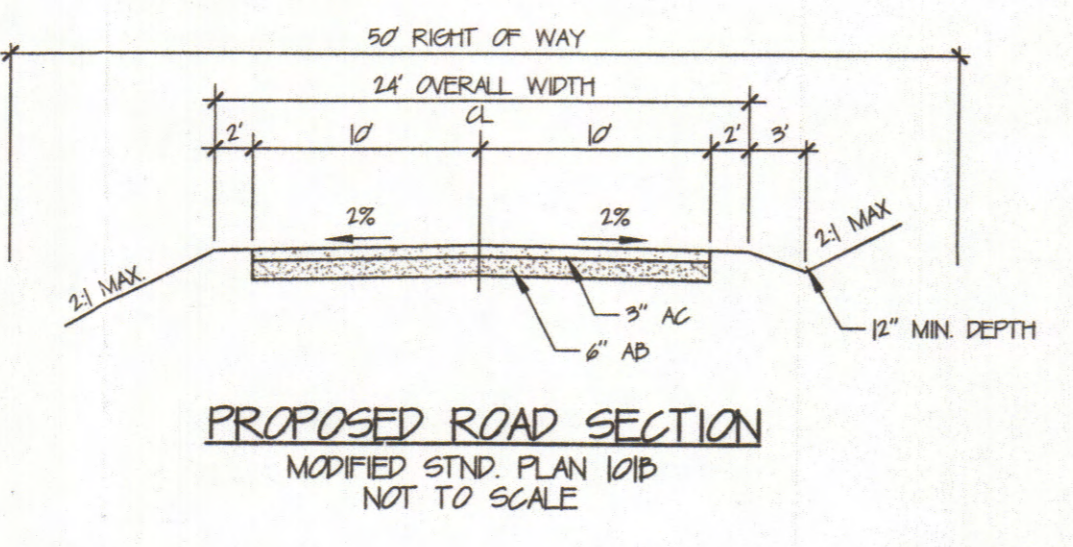 50' RIGHT OF WAY
24' OVERALL WIDTH
CL
2' 10' 10' 2' 3'
2% 2%
2:1 MAX
2:1 MAX.
3" AC
12" MIN. DEPTH
6" AB
PROPOSED ROAD SECTION
MODIFIED STND. PLAN 101B
NOT TO SCALE